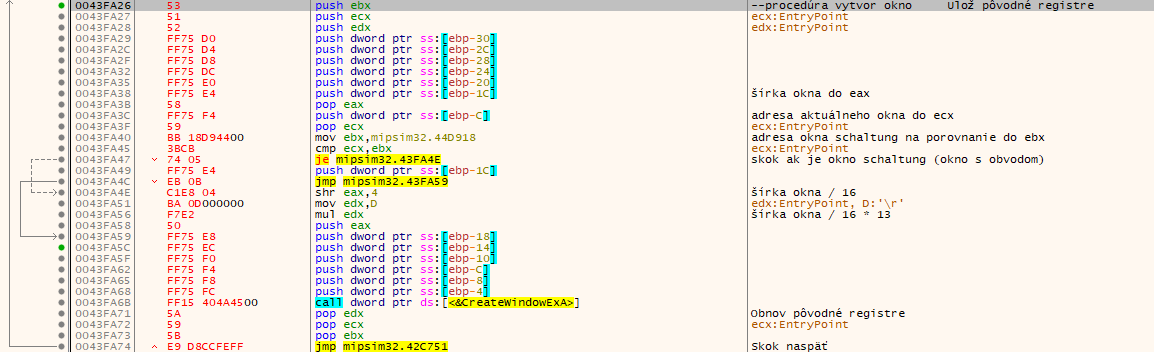 0043FA26 53 push ebx --procedúra vytvor okno Ulož pôvodné registre
0043FA27 51 push ecx ecx:EntryPoint
0043FA28 52 push edx edx:EntryPoint
0043FA29 FF75 D0 push dword ptr ss:[ebp-30]
0043FA2C FF75 D4 push dword ptr ss:[ebp-2C]
0043FA2F FF75 D8 push dword ptr ss:[ebp-28]
0043FA32 FF75 DC push dword ptr ss:[ebp-24]
0043FA35 FF75 E0 push dword ptr ss:[ebp-20]
0043FA38 FF75 E4 push dword ptr ss:[ebp-1C] šírka okna do eax
0043FA3B 58 pop eax
0043FA3C FF75 F4 push dword ptr ss:[ebp-C] adresa aktuálneho okna do ecx
0043FA3F 59 pop ecx ecx:EntryPoint
0043FA40 BB 18D94400 mov ebx,mipsim32.44D918 adresa okna schaltung na porovnanie do ebx
0043FA45 3BCB cmp ecx,ebx ecx:EntryPoint
0043FA47 74 05 je mipsim32.43FA4E skok ak je okno schaltung (okno s obvodom)
0043FA49 FF75 E4 push dword ptr ss:[ebp-1C]
0043FA4C EB 0B jmp mipsim32.43FA59
0043FA4E C1E8 04 shr eax,4 šírka okna / 16
0043FA51 BA 0D000000 mov edx,D edx:EntryPoint, D:'\r'
0043FA56 F7E2 mul edx šírka okna / 16 * 13
0043FA58 50 push eax
0043FA59 FF75 E8 push dword ptr ss:[ebp-18]
0043FA5C FF75 EC push dword ptr ss:[ebp-14]
0043FA5F FF75 F0 push dword ptr ss:[ebp-10]
0043FA62 FF75 F4 push dword ptr ss:[ebp-C]
0043FA65 FF75 F8 push dword ptr ss:[ebp-8]
0043FA68 FF75 FC push dword ptr ss:[ebp-4]
0043FA6B FF15 404A4500 call dword ptr ds:[<&CreateWindowExA>]
0043FA71 5A pop edx Obnov pôvodné registre
0043FA72 59 pop ecx ecx:EntryPoint
0043FA73 5B pop ebx
0043FA74 E9 D8CCFEFF jmp mipsim32.42C751 Skok naspäť